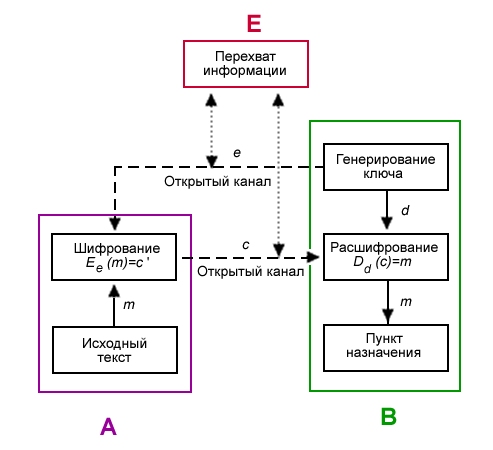 E
Перехват
информации
e
Открытый канал
Генерирование
ключа
d
Шифрование
Ee (m)=c '
c
Открытый канал
Расшифрование
Dd (c)=m
m
m
Исходный
текст
Пункт
назначения
A
B